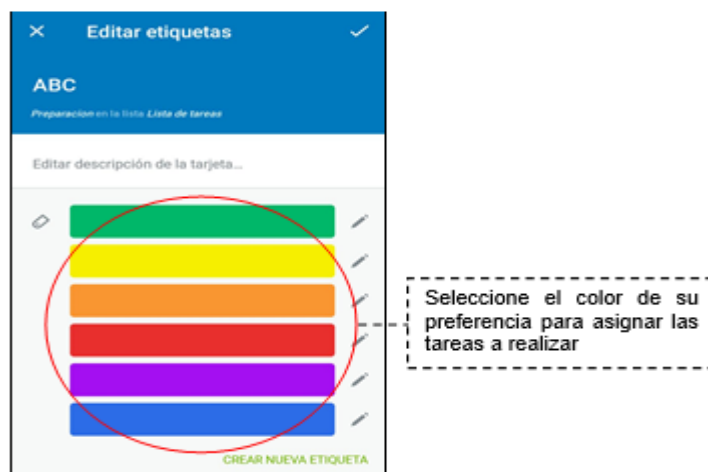 Editar etiquetas
ABC
Preparacion en la lista Lista de tareas
Editar descripción de la tarjeta...
Seleccione el color de su
preferencia para asignar las
tareas a realizar
CREAR NUEVA ETIQUETA